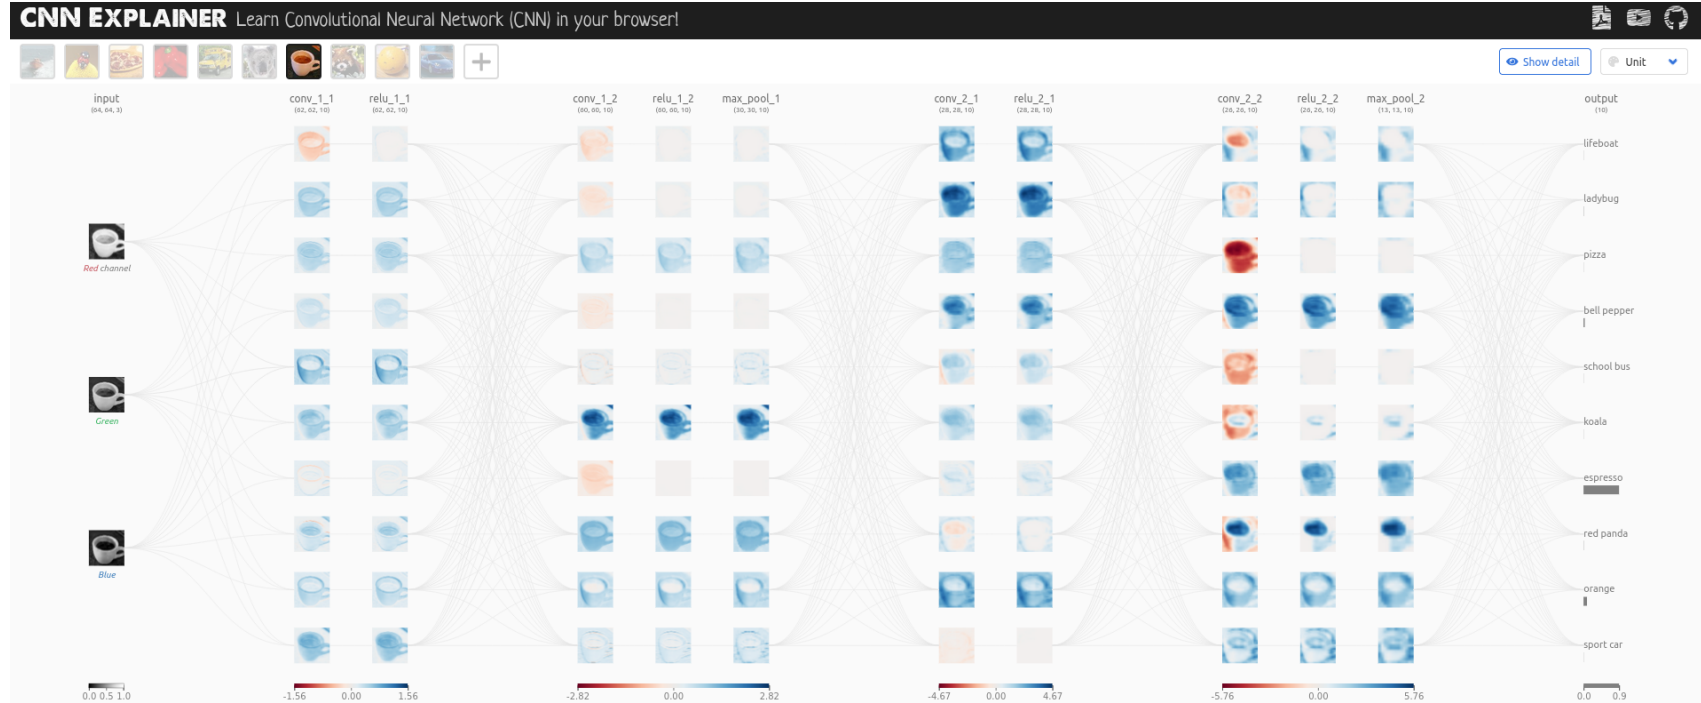 CNN EXPLAINER Learn Convolutional Neural Network (CNN) in your browser!
Show detail Unit
input conv_1_1 relu_1_1 conv_1_2 relu_1_2 max_pool_1 conv_2_1 relu_2_1 conv_2_2 relu_2_2 max_pool_2 output
(64, 64, 3) (62, 62, 10) (62, 62, 10) (60, 60, 10) (60, 60, 10) (30, 30, 10) (28, 28, 10) (28, 28, 10) (26, 26, 10) (26, 26, 10) (13, 13, 10) (10)
lifeboat
ladybug
pizza
Red channel
bell pepper
school bus
koala
Green
espresso
red panda
Blue
orange
sport car
0.0 0.5 1.0 -1.56 0.00 1.56 -2.82 0.00 2.82 -4.67 0.00 4.67 -5.76 0.00 5.76 0.0 0.9